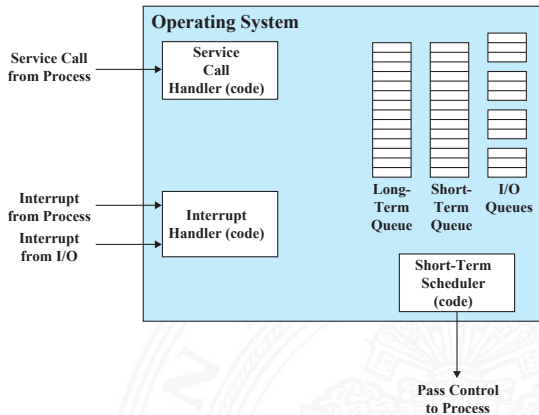 Operating System
Service Call
from Process
Service
Call
Handler (code)
Interrupt
from Process
Interrupt
from I/O
Interrupt
Handler (code)
Long-
Term
Queue
Short-
Term
Queue
I/O
Queues
Short-Term
Scheduler
(code)
Pass Control
to Process